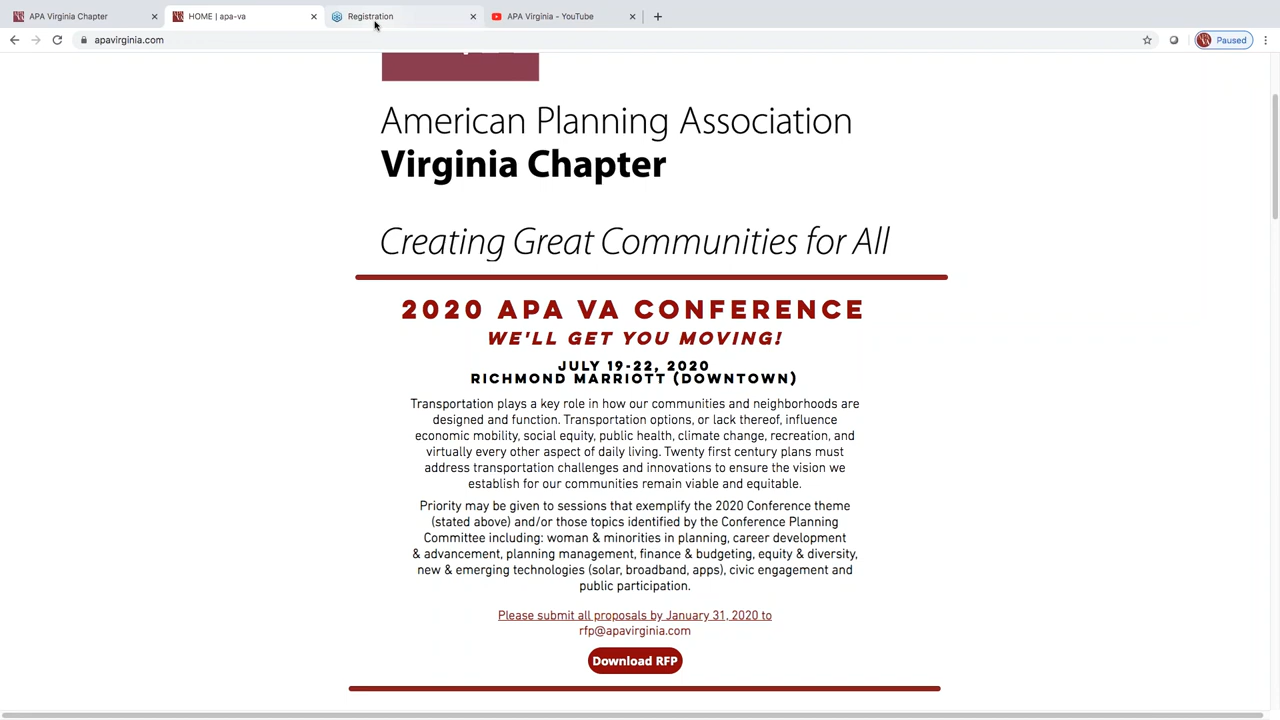 APA Virginia Chapter
HOME | apa-va
Registration
APA Virginia - YouTube
apavirginia.com
Paused
American Planning Association
Virginia Chapter
Creating Great Communities for All
2020 APA VA CONFERENCE
WE'LL GET YOU MOVING!
JULY 19-22, 2020
RICHMOND MARRIOTT (DOWNTOWN)
Transportation plays a key role in how our communities and neighborhoods are
designed and function. Transportation options, or lack thereof, influence
economic mobility, social equity, public health, climate change, recreation, and
virtually every other aspect of daily living. Twenty first century plans must
address transportation challenges and innovations to ensure the vision we
establish for our communities remain viable and equitable.
Priority may be given to sessions that exemplify the 2020 Conference theme
(stated above) and/or those topics identified by the Conference Planning
Committee including: woman & minorities in planning, career development
& advancement, planning management, finance & budgeting, equity & diversity,
new & emerging technologies (solar, broadband, apps), civic engagement and
public participation.
Please submit all proposals by January 31, 2020 to
rfp@apavirginia.com
Download RFP